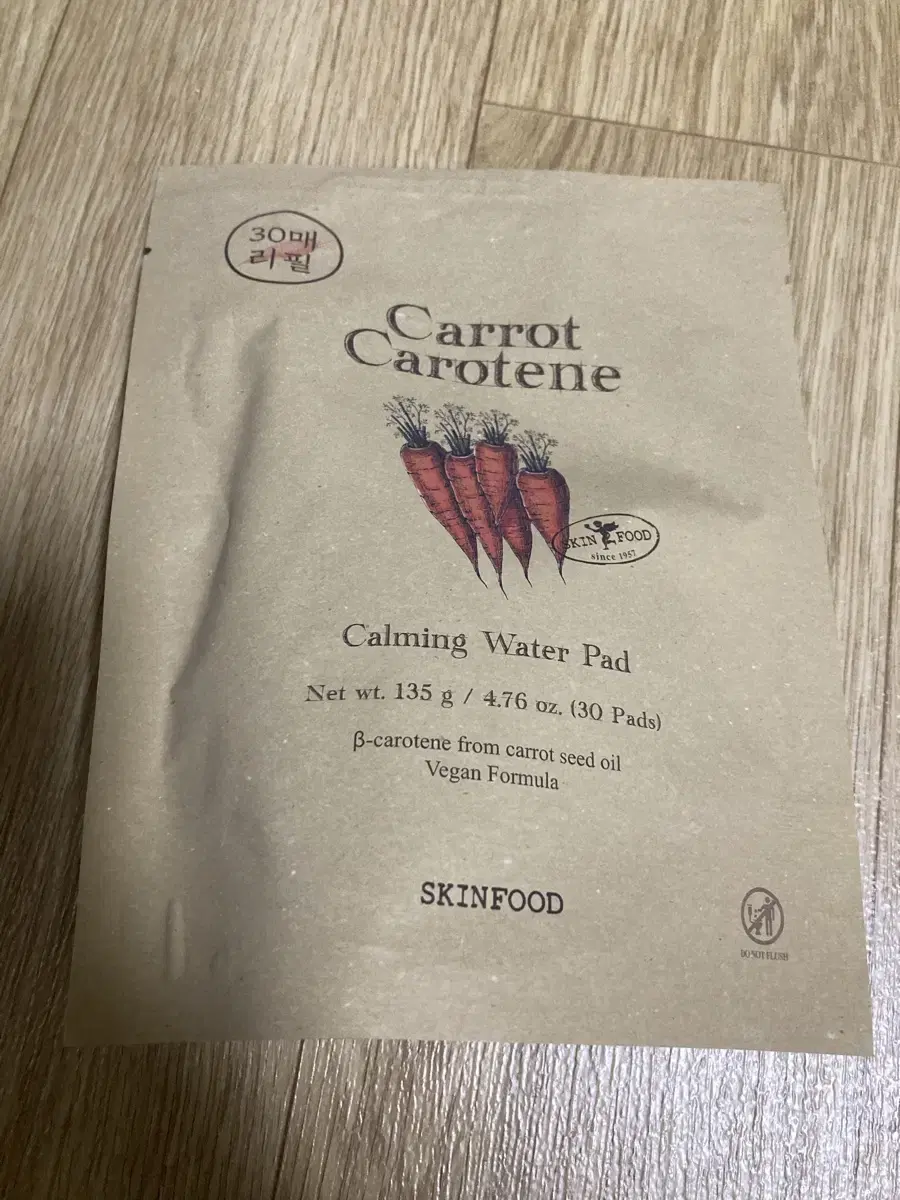 30매
리필
Carrot
Carotene
SKIN FOOD
since 1957
Calming Water Pad
Net wt. 135 g / 4.76 oz. (30 Pads)
β-carotene from carrot seed oil
Vegan Formula
SKINFOOD
DO NOT FLUSH